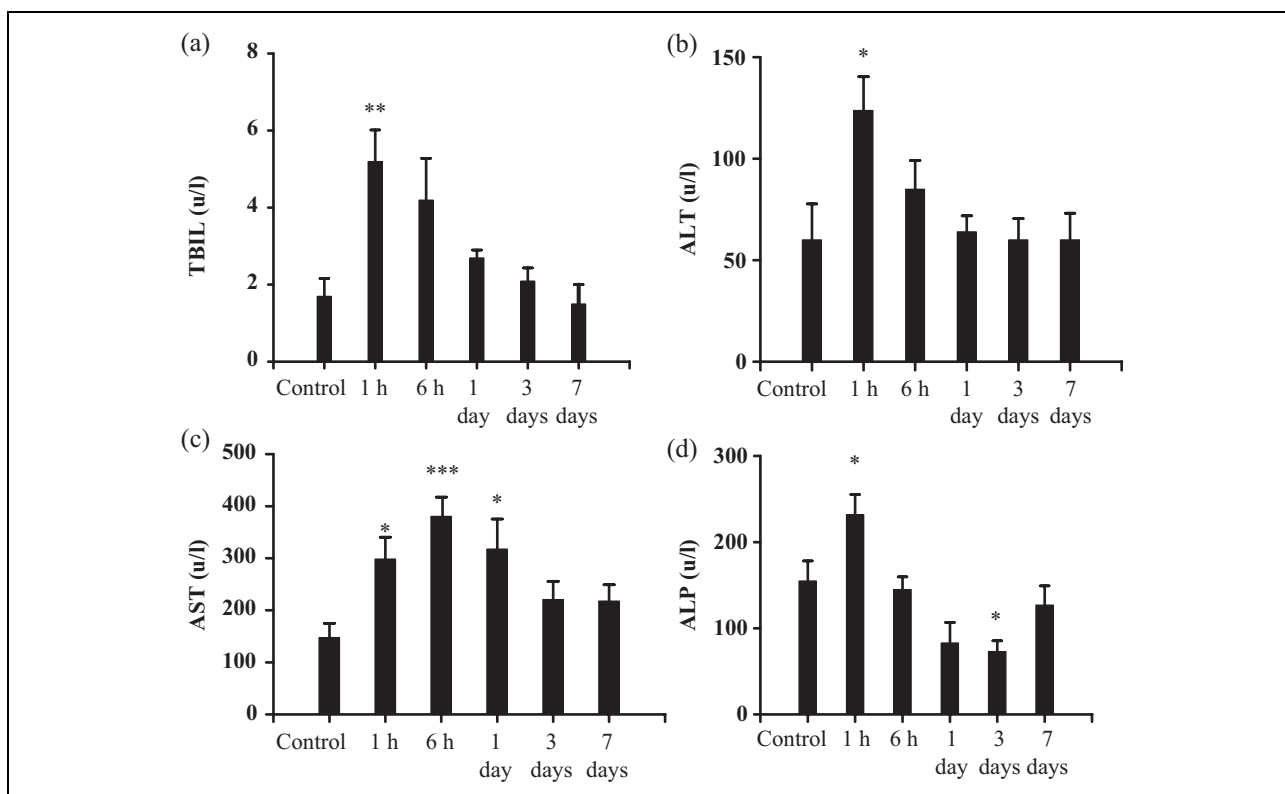 (a)
8
6
4
2
0
TBIL (u/l)
**
Control 1 h 6 h 1 3 7
day days days
(b)
150
100
50
0
ALT (u/l)
*
Control 1 h 6 h 1 3 7
day days days
(c)
500
400
300
200
100
0
AST (u/l)
* *** *
Control 1 h 6 h 1 3 7
day days days
(d)
300
200
100
0
ALP (u/l)
* *
Control 1 h 6 h 1 3 7
day days days